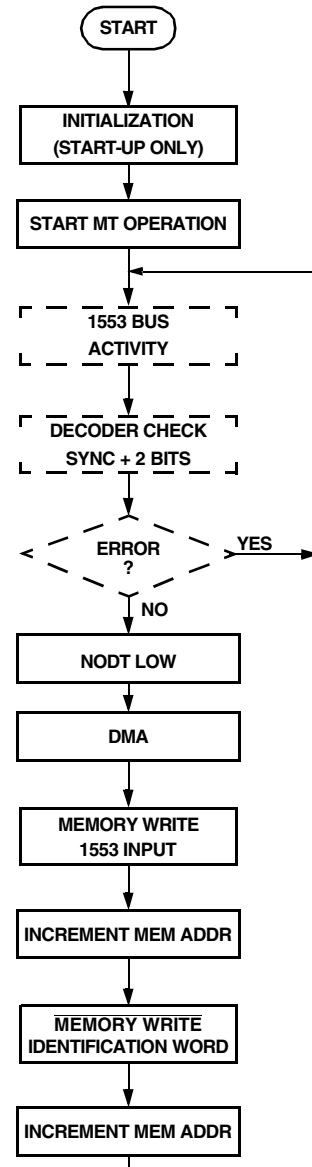 START
INITIALIZATION
(START-UP ONLY)
START MT OPERATION
1553 BUS
ACTIVITY
DECODER CHECK
SYNC + 2 BITS
ERROR
?
YES
NO
NODT LOW
DMA
MEMORY WRITE
1553 INPUT
INCREMENT MEM ADDR
MEMORY WRITE
IDENTIFICATION WORD
INCREMENT MEM ADDR